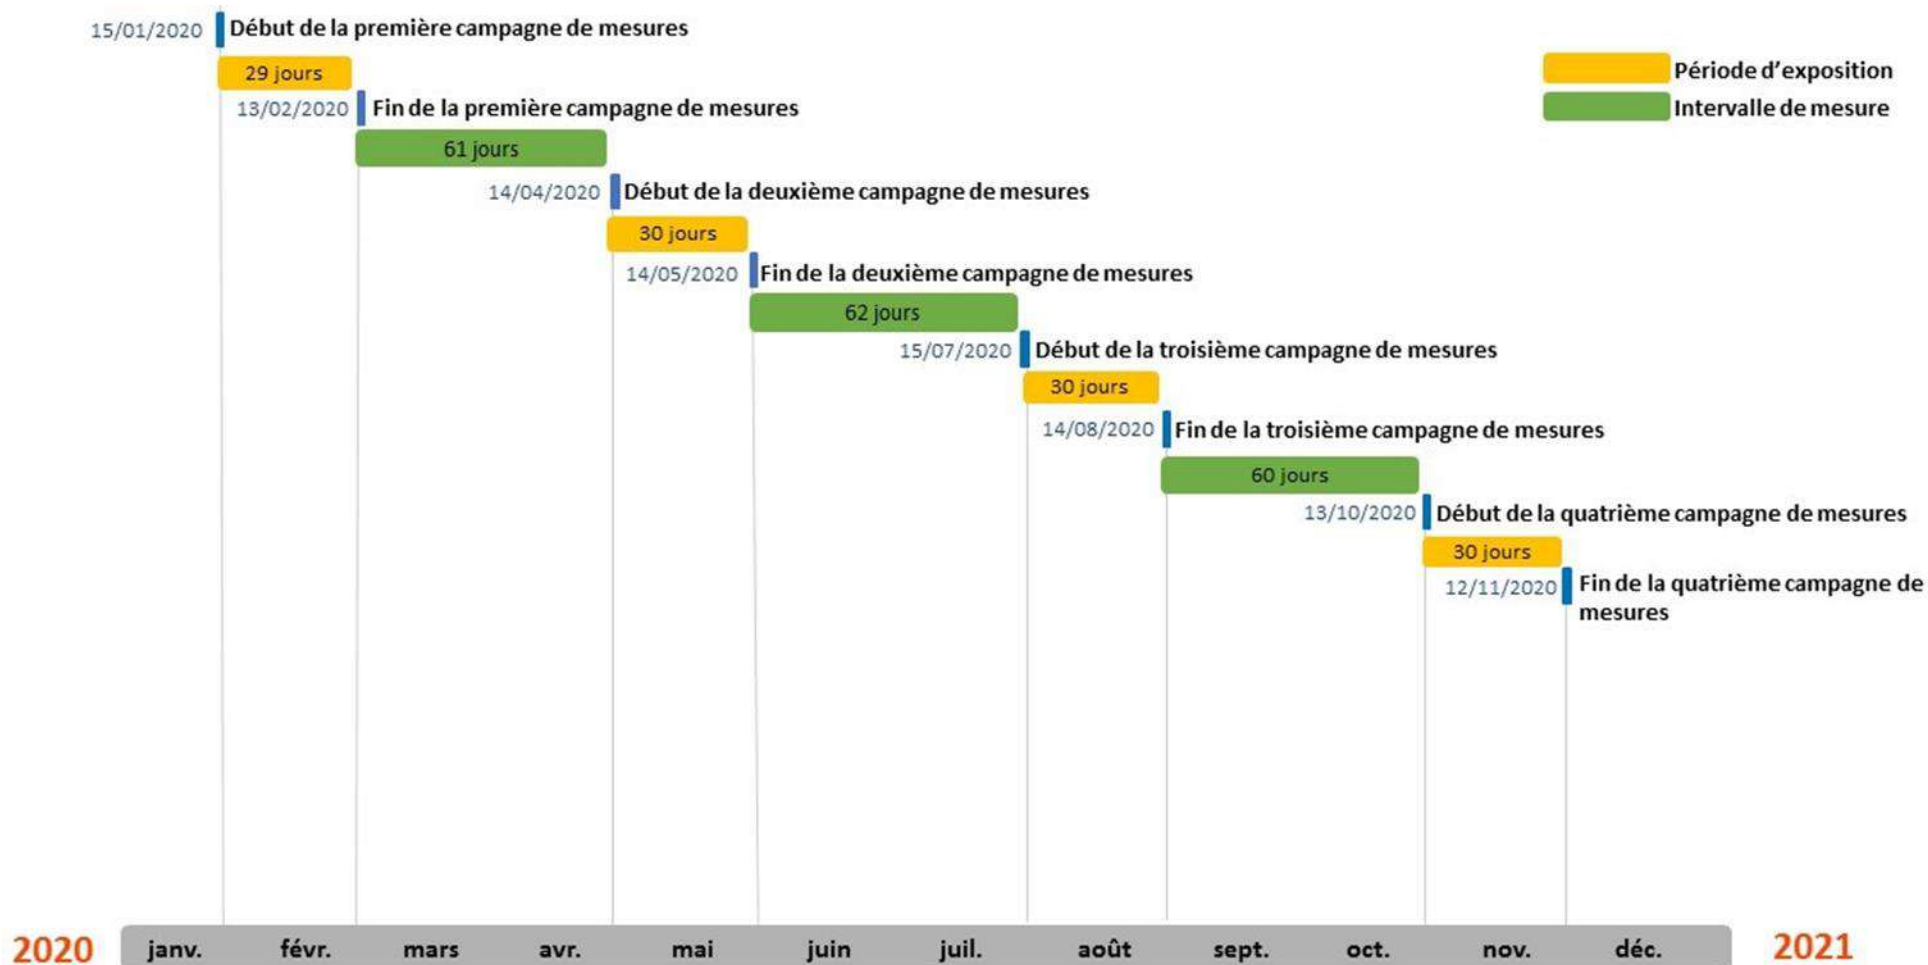 15/01/2020 Début de la première campagne de mesures
29 jours
Période d'exposition
13/02/2020 Fin de la première campagne de mesures
Intervalle de mesure
61 jours
14/04/2020 Début de la deuxième campagne de mesures
30 jours
14/05/2020 Fin de la deuxième campagne de mesures
62 jours
15/07/2020 Début de la troisième campagne de mesures
30 jours
14/08/2020 Fin de la troisième campagne de mesures
60 jours
13/10/2020 Début de la quatrième campagne de mesures
30 jours
12/11/2020 Fin de la quatrième campagne de
mesures
2020 janv. févr. mars avr. mai juin juil. août sept. oct. nov. déc. 2021